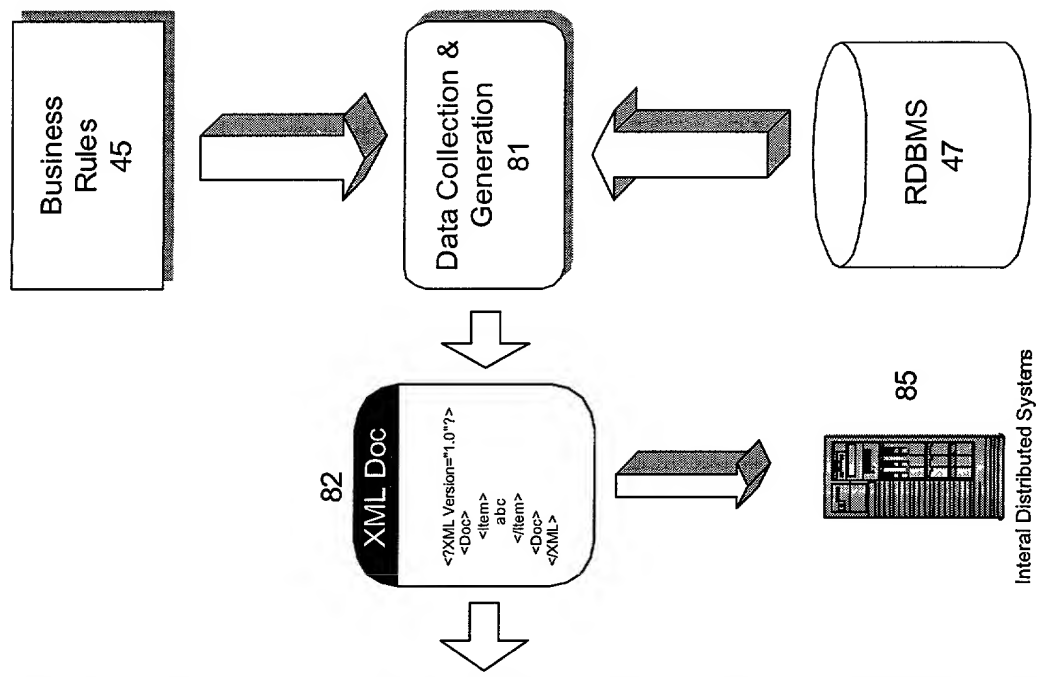 Business
Rules
45
Data Collection &
Generation
81
RDBMS
47
82
XML Doc
<?XML Version="1.0"?>
<Doc>
<Item>
abc
</Item>
<Doc>
</XML>
85
Interal Distributed Systems